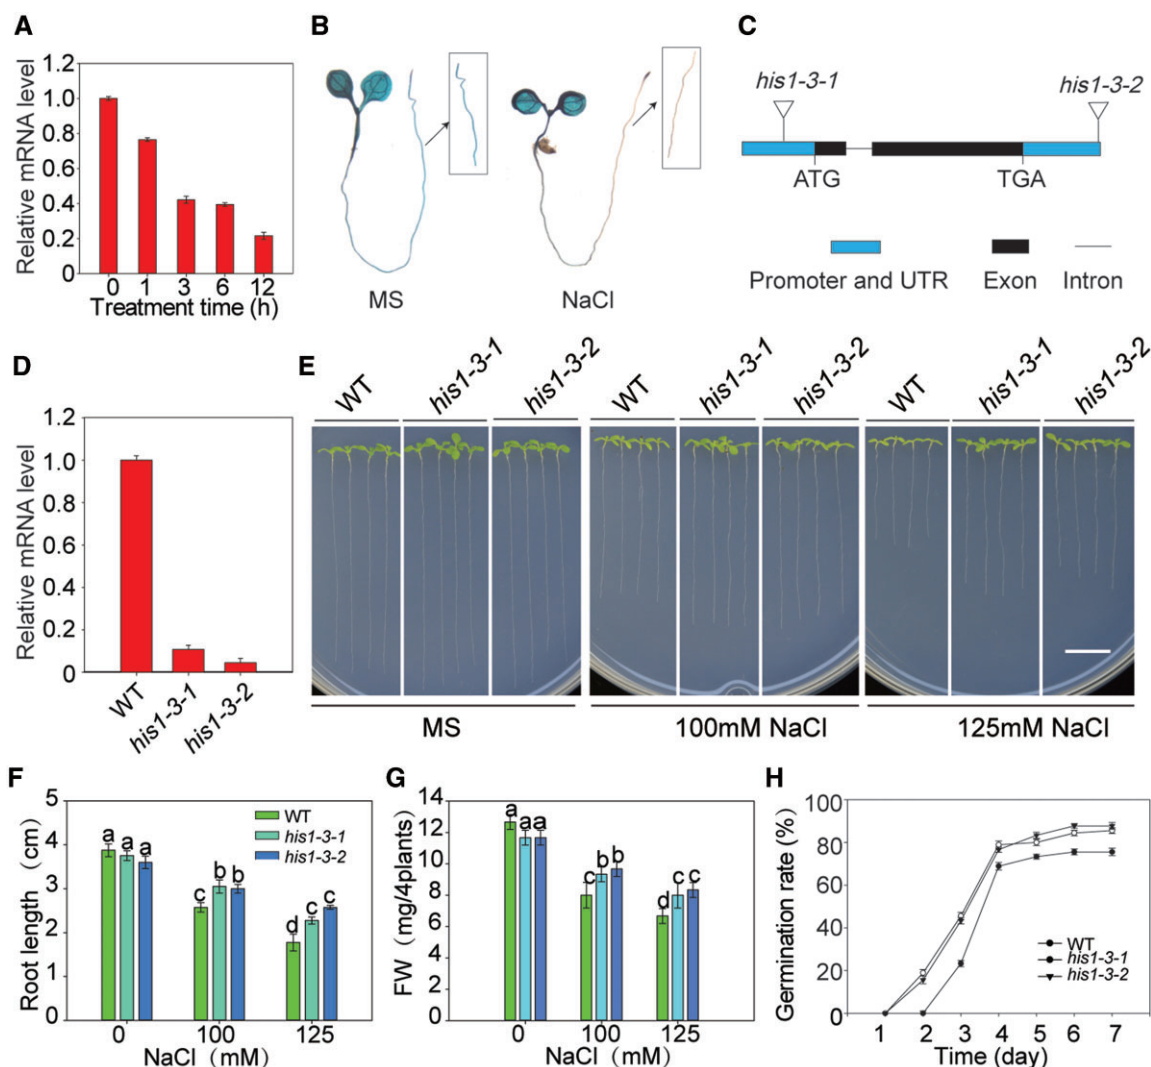 A
Relative mRNA level
1.2
1.0
0.8
0.6
0.4
0.2
0
0 1 3 6 12
Treatment time (h)
B
MS NaCl
C
his1-3-1 his1-3-2
ATG TGA
Promoter and UTR Exon Intron
D
Relative mRNA level
1.2
1.0
0.8
0.6
0.4
0.2
0
WT his1-3-1 his1-3-2
E
WT his1-3-1 his1-3-2 WT his1-3-1 his1-3-2 WT his1-3-1 his1-3-2
MS 100mM NaCl 125mM NaCl
F
Root length (cm)
5
4
3
2
1
0
WT
his1-3-1
his1-3-2
a a a
c b b
d c c
0 100 125
NaCl (mM)
G
FW (mg/4plants)
14
12
10
8
6
4
2
0
a a a
c b b
d c c
0 100 125
NaCl (mM)
H
Germination rate (%)
100
80
60
40
20
0
WT
his1-3-1
his1-3-2
1 2 3 4 5 6 7
Time (day)